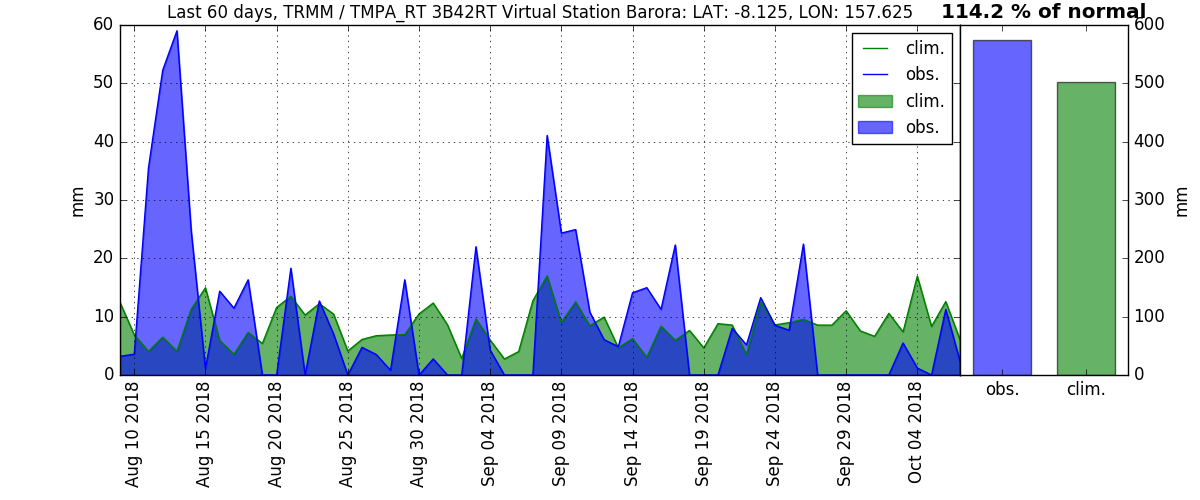 Last 60 days, TRMM / TMPA_RT 3B42RT Virtual Station Barora: LAT: -8.125, LON: 157.625
114.2 % of normal
60
50
40
30
20
10
0
mm
clim.
obs.
clim.
obs.
600
500
400
300
200
100
0
mm
obs.
clim.
Aug 10 2018
Aug 15 2018
Aug 20 2018
Aug 25 2018
Aug 30 2018
Sep 04 2018
Sep 09 2018
Sep 14 2018
Sep 19 2018
Sep 24 2018
Sep 29 2018
Oct 04 2018